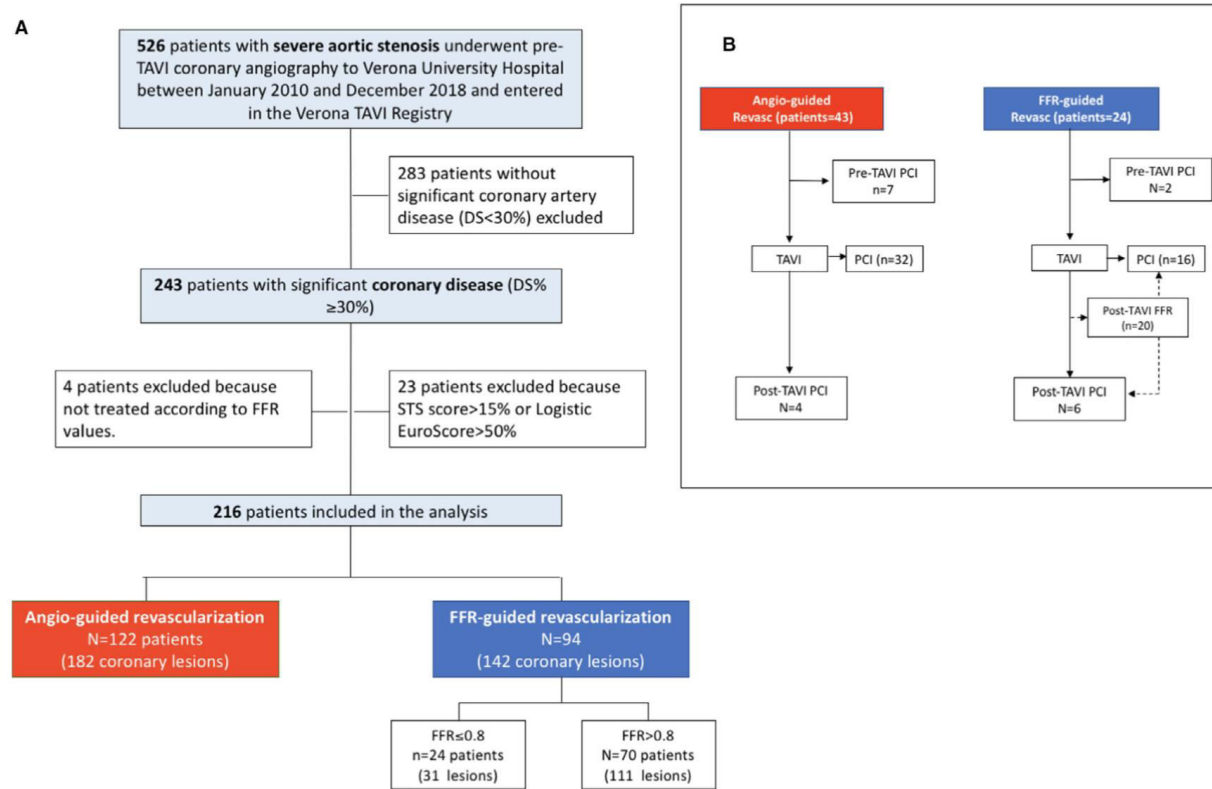 A
526 patients with severe aortic stenosis underwent pre-
TAVI coronary angiography to Verona University Hospital
between January 2010 and December 2018 and entered
in the Verona TAVI Registry
283 patients without
significant coronary artery
disease (DS<30%) excluded
243 patients with significant coronary disease (DS%
≥30%)
4 patients excluded because
not treated according to FFR
values.
23 patients excluded because
STS score>15% or Logistic
EuroScore>50%
216 patients included in the analysis
Angio-guided revascularization
N=122 patients
(182 coronary lesions)
FFR-guided revascularization
N=94
(142 coronary lesions)
FFR≤0.8
n=24 patients
(31 lesions)
FFR>0.8
N=70 patients
(111 lesions)
B
Angio-guided
Revasc (patients=43)
Pre-TAVI PCI
n=7
TAVI
PCI (n=32)
Post-TAVI PCI
N=4
FFR-guided
Revasc (patients=24)
Pre-TAVI PCI
N=2
TAVI
PCI (n=16)
Post-TAVI FFR
(n=20)
Post-TAVI PCI
N=6